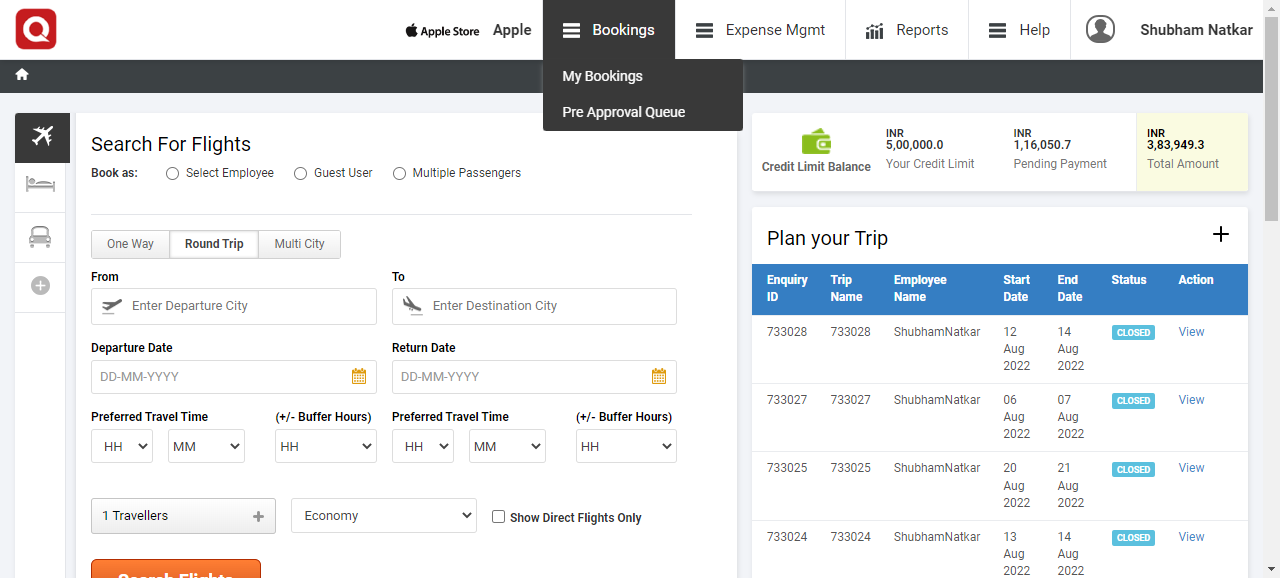 Q
Apple Store Apple Bookings Expense Mgmt Reports Help Shubham Natkar
My Bookings
Pre Approval Queue
Search For Flights
Book as: Select Employee Guest User Multiple Passengers
One Way Round Trip Multi City
From To
Enter Departure City Enter Destination City
Departure Date Return Date
DD-MM-YYYY DD-MM-YYYY
Preferred Travel Time (+/- Buffer Hours) Preferred Travel Time (+/- Buffer Hours)
HH MM HH HH MM HH
1 Travellers Economy Show Direct Flights Only
Search Flights
Credit Limit Balance
INR
5,00,000.0
Your Credit Limit
INR
1,16,050.7
Pending Payment
INR
3,83,949.3
Total Amount
Plan your Trip
Enquiry ID Trip Name Employee Name Start Date End Date Status Action
733028 733028 ShubhamNatkar 12 Aug 2022 14 Aug 2022 CLOSED View
733027 733027 ShubhamNatkar 06 Aug 2022 07 Aug 2022 CLOSED View
733025 733025 ShubhamNatkar 20 Aug 2022 21 Aug 2022 CLOSED View
733024 733024 ShubhamNatkar 13 Aug 2022 14 Aug 2022 CLOSED View